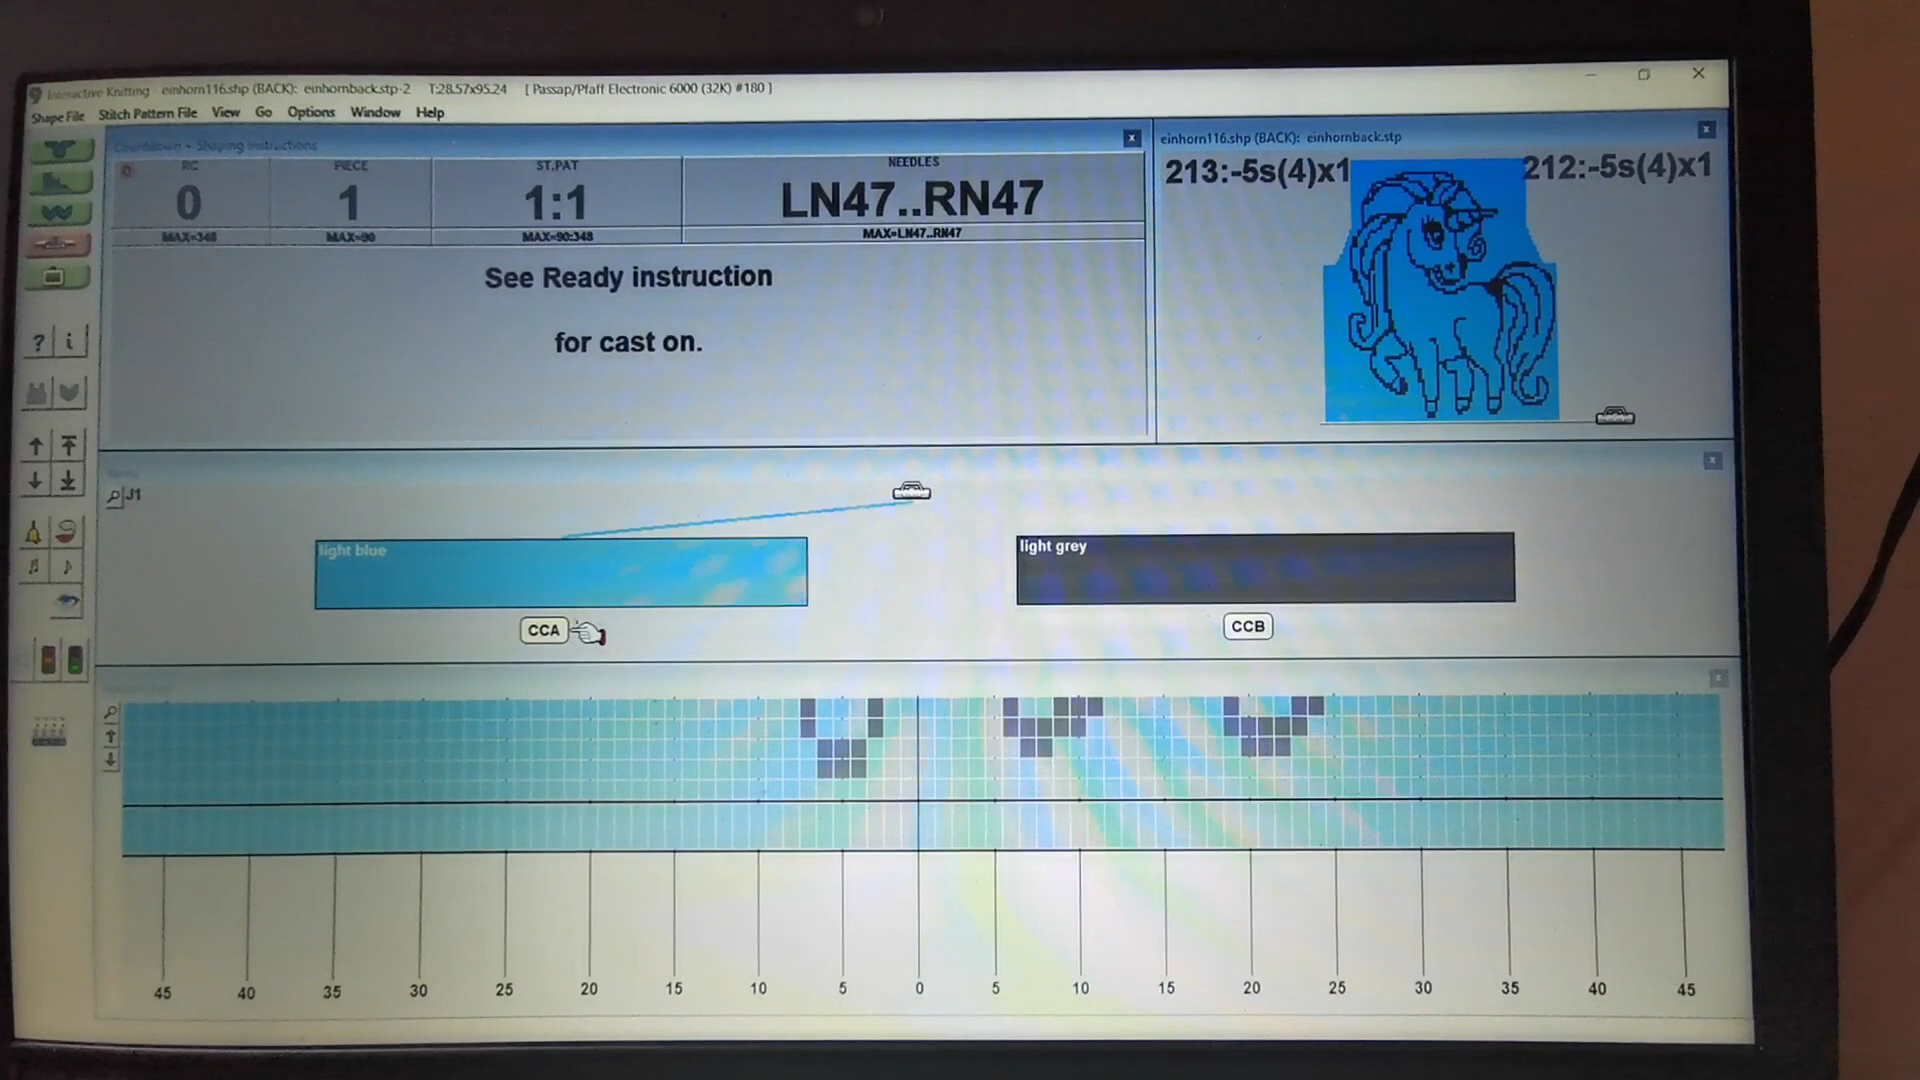 Interactive Knitting - einhorn116.shp (BACK): einhornback.stp-2 T:28.57x95.24 [ Passap/Pfaff Electronic 6000 (32K) #180 ]
Shape File Stitch Pattern File View Go Options Window Help
Countdown + Shaping instructions
einhorn116.shp (BACK): einhornback.stp
RC PIECE ST.PAT NEEDLES
0 1 1:1 LN47..RN47
MAX=348 MAX=90 MAX=90:348 MAX=LN47..RN47
213:-5s(4)x1 212:-5s(4)x1
See Ready instruction
for cast on.
J1
light blue light grey
CCA CCB
45 40 35 30 25 20 15 10 5 0 5 10 15 20 25 30 35 40 45